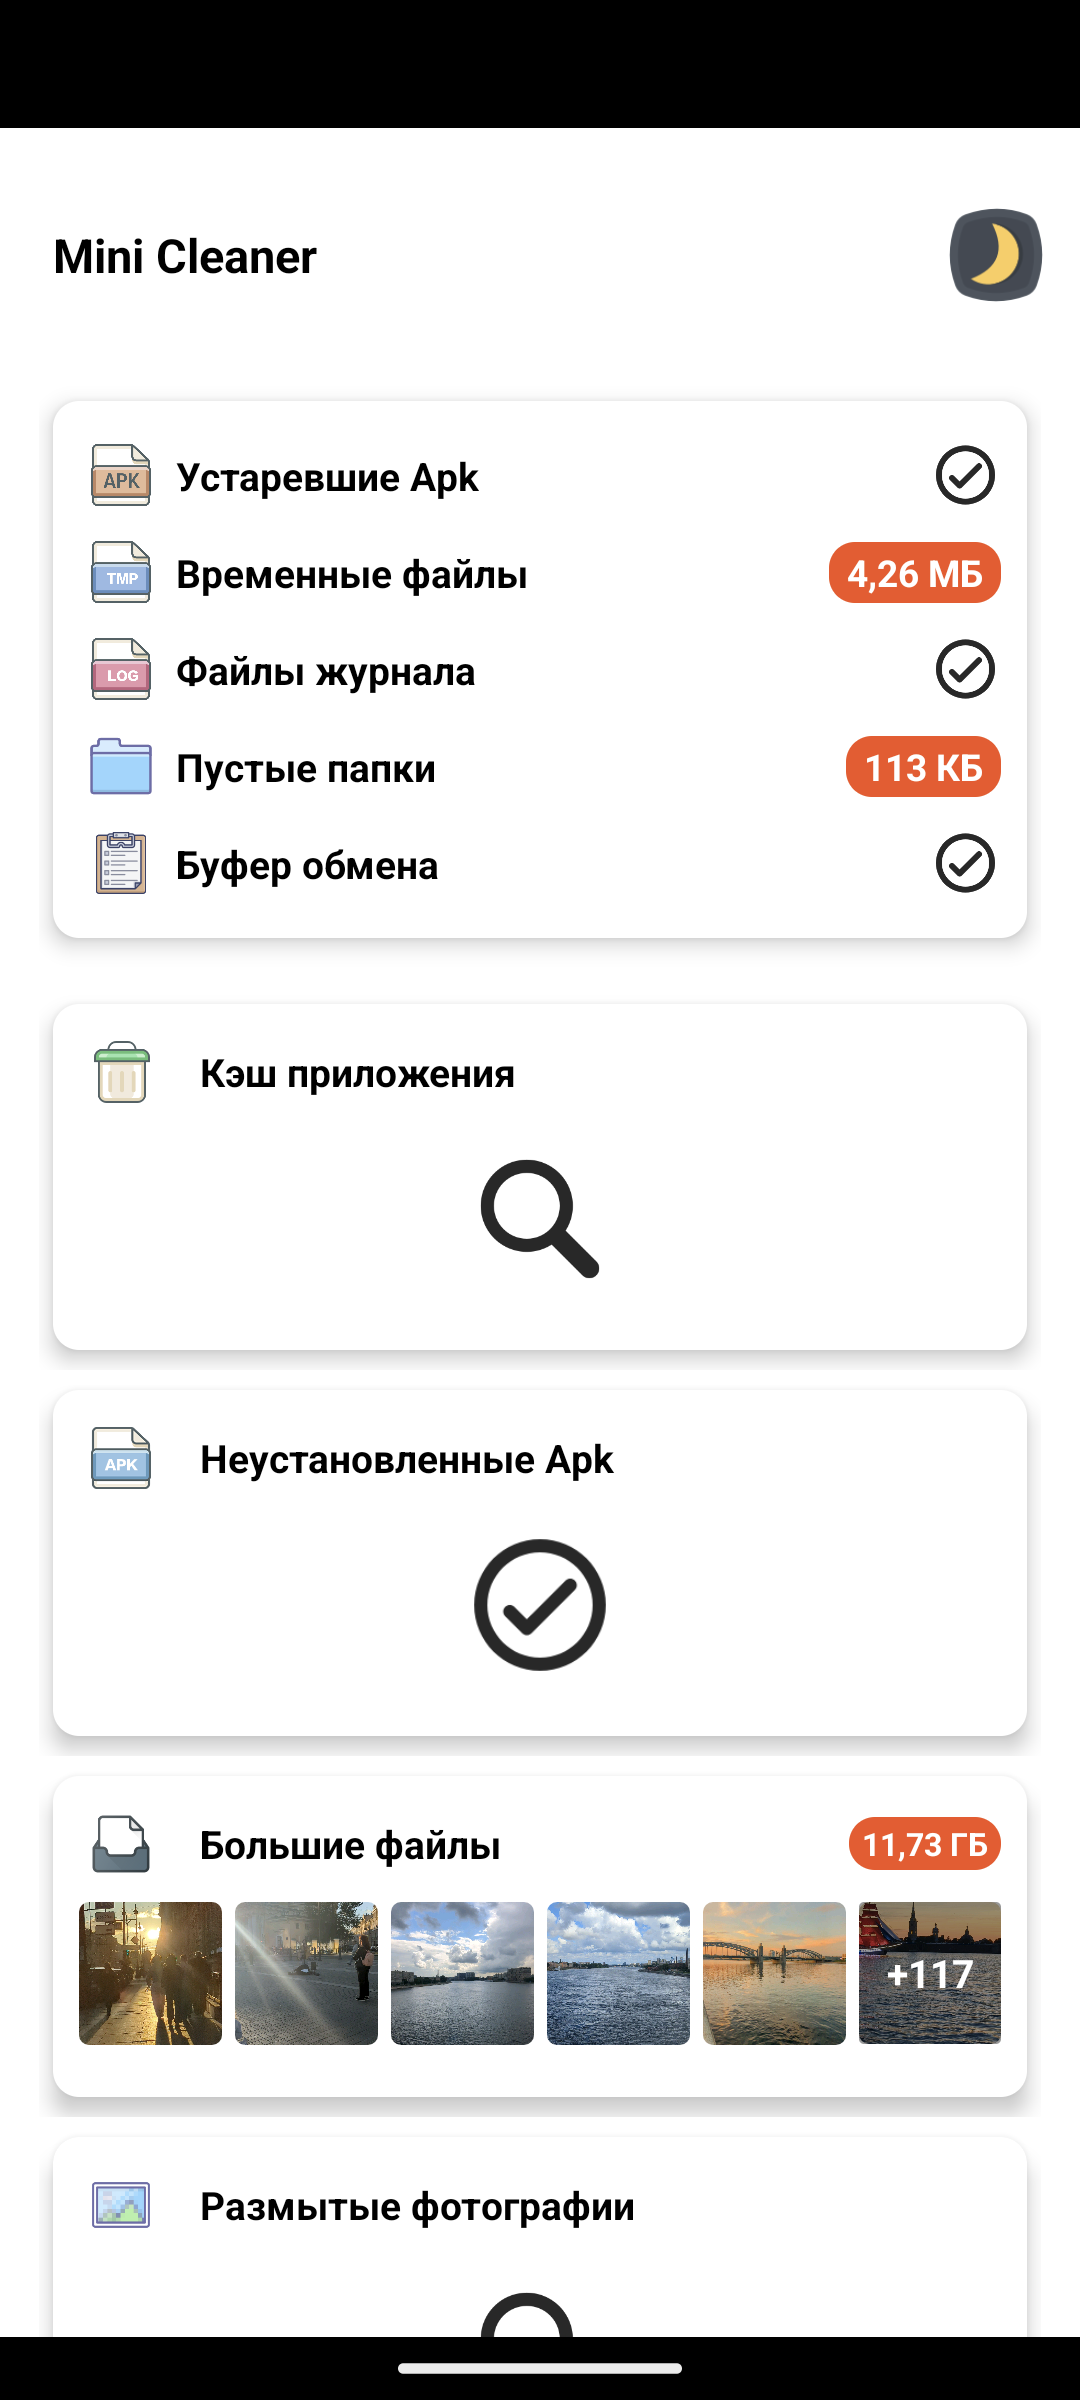 Mini Cleaner
APK
Устаревшие Apk
TMP
Временные файлы
4,26 МБ
LOG
Файлы журнала
Пустые папки
113 КБ
Буфер обмена
Кэш приложения
APK
Неустановленные Apk
Большие файлы
11,73 ГБ
+117
Размытые фотографии